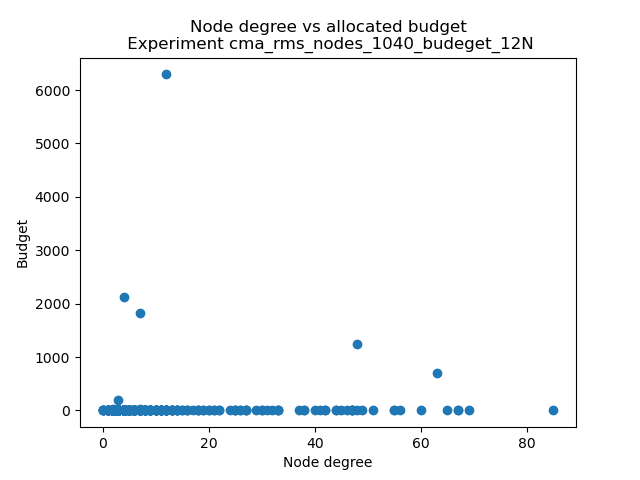 Node degree vs allocated budget
Experiment cma_rms_nodes_1040_budeget_12N
6000
5000
4000
3000
2000
1000
0
Budget
0 20 40 60 80
Node degree